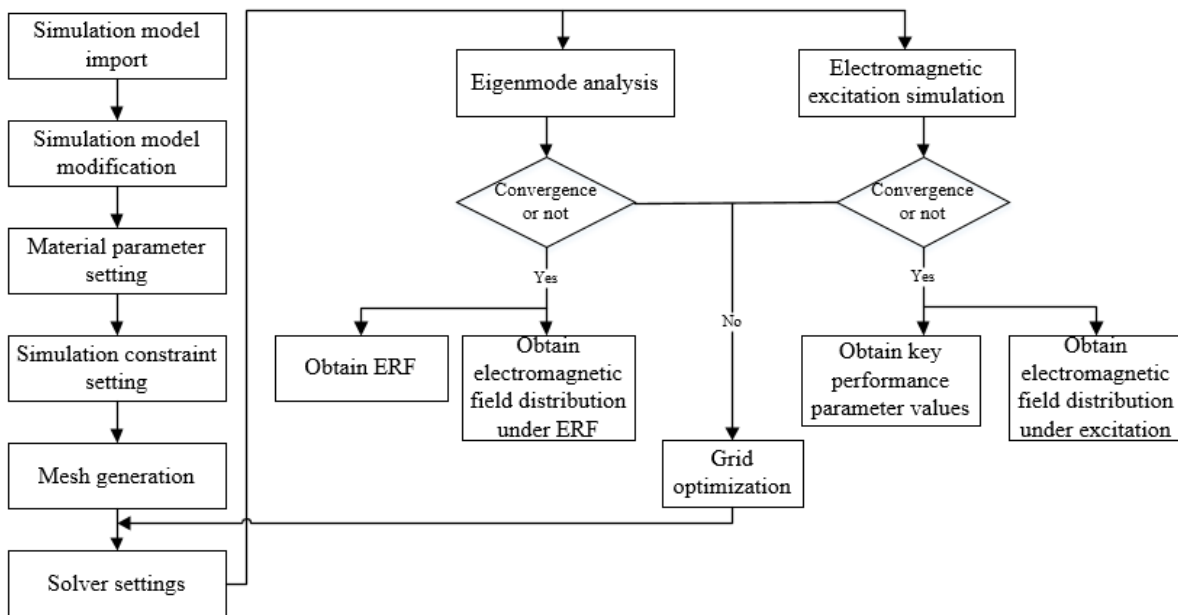 Simulation model
import
Simulation model
modification
Material parameter
setting
Simulation constraint
setting
Mesh generation
Solver settings
Eigenmode analysis
Convergence
or not
Yes
Obtain ERF
Obtain
electromagnetic
field distribution
under ERF
No
Grid
optimization
Electromagnetic
excitation simulation
Convergence
or not
Yes
Obtain key
performance
parameter values
Obtain
electromagnetic
field distribution
under excitation